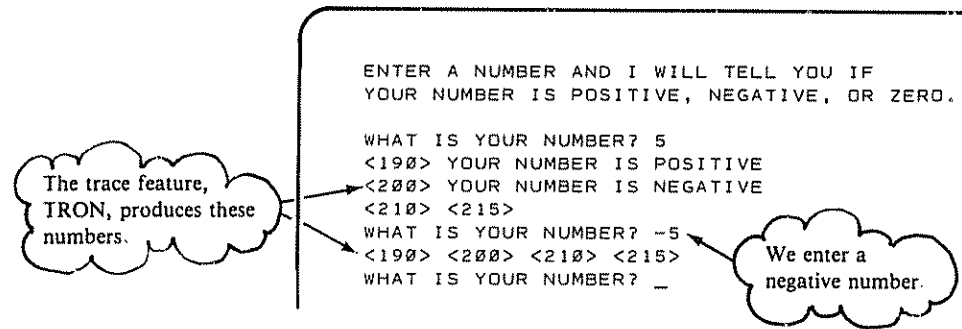 ENTER A NUMBER AND I WILL TELL YOU IF
YOUR NUMBER IS POSITIVE, NEGATIVE, OR ZERO.
WHAT IS YOUR NUMBER? 5
<190> YOUR NUMBER IS POSITIVE
<200> YOUR NUMBER IS NEGATIVE
<210> <215>
WHAT IS YOUR NUMBER? -5
<190> <200> <210> <215>
WHAT IS YOUR NUMBER? _
The trace feature,
TRON, produces these
numbers.
We enter a
negative number.